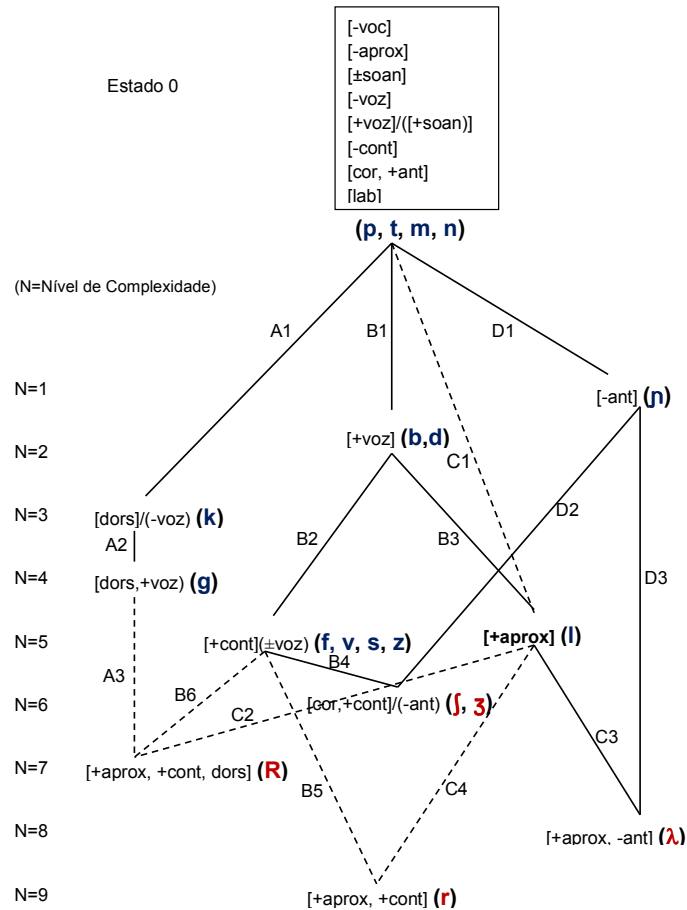 [-voc]
[-aprox]
Estado 0
[±soan]
[-voz]
[+voz]/([+soan)]
[-cont]
[cor, +ant]
[lab]
(p, t, m, n)
(N=Nível de Complexidade)
A1
B1
D1
N=1
[-ant] (ɲ)
[+voz] (b,d)
N=2
C1
N=3
[dors]/(-voz) (k)
D2
A2
B2
B3
N=4
[dors,+voz) (g)
D3
N=5
[+cont](±voz) (f, v, s, z)
[+aprox] (l)
B4
A3
B6
C2
N=6
[cor,+cont]/(-ant) (ʃ, ʒ)
C3
N=7
[+aprox, +cont, dors] (R)
B5
C4
N=8
[+aprox, -ant] (λ)
N=9
[+aprox, +cont] (r)